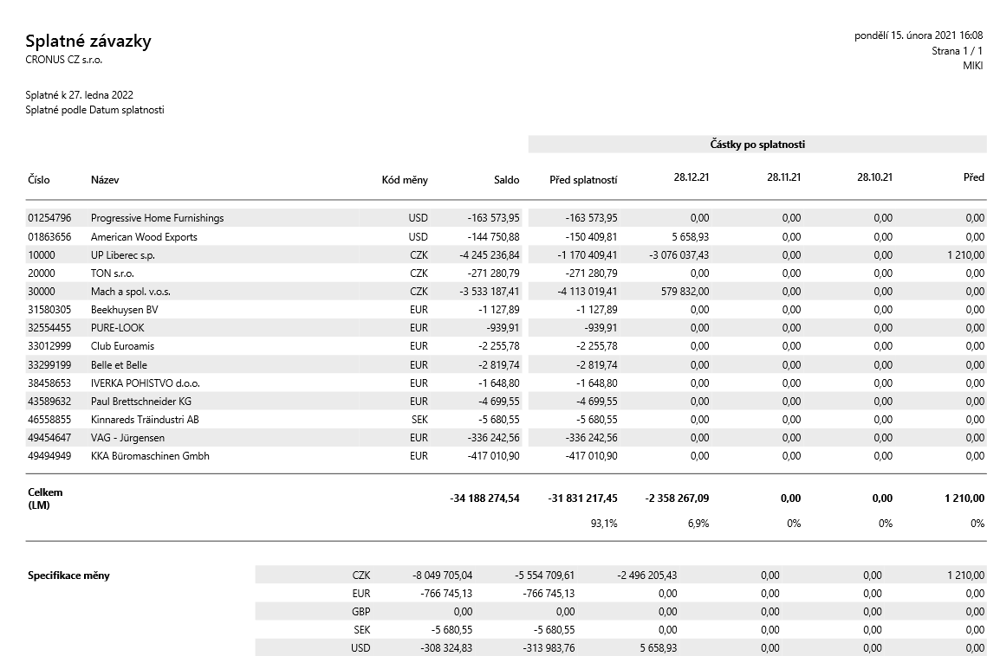 Splatné závazky
CRONUS CZ s.r.o.
pondělí 15. února 2021 16:08
Strana 1 / 1
MIKI
Splatné k 27. ledna 2022
Splatné podle Datum splatnosti
Částky po splatnosti
Číslo Název Kód měny Saldo Před splatností 28.12.21 28.11.21 28.10.21 Před
01254796 Progressive Home Furnishings USD -163 573,95 -163 573,95 0,00 0,00 0,00 0,00
01863656 American Wood Exports USD -144 750,88 -150 409,81 5 658,93 0,00 0,00 0,00
10000 UP Liberec s.p. CZK -4 245 236,84 -1 170 409,41 -3 076 037,43 0,00 0,00 1 210,00
20000 TON s.r.o. CZK -271 280,79 -271 280,79 0,00 0,00 0,00 0,00
30000 Mach a spol. v.o.s. CZK -3 533 187,41 -4 113 019,41 579 832,00 0,00 0,00 0,00
31580305 Beekhuysen BV EUR -1 127,89 -1 127,89 0,00 0,00 0,00 0,00
32554455 PURE-LOOK EUR -939,91 -939,91 0,00 0,00 0,00 0,00
33012999 Club Euroamis EUR -2 255,78 -2 255,78 0,00 0,00 0,00 0,00
33299199 Belle et Belle EUR -2 819,74 -2 819,74 0,00 0,00 0,00 0,00
38458653 IVERKA POHISTVO d.o.o. EUR -1 648,80 -1 648,80 0,00 0,00 0,00 0,00
43589632 Paul Brettschneider KG EUR -4 699,55 -4 699,55 0,00 0,00 0,00 0,00
46558855 Kinnareds Träindustri AB SEK -5 680,55 -5 680,55 0,00 0,00 0,00 0,00
49454647 VAG - Jürgensen EUR -336 242,56 -336 242,56 0,00 0,00 0,00 0,00
49494949 KKA Büromaschinen Gmbh EUR -417 010,90 -417 010,90 0,00 0,00 0,00 0,00
Celkem
(LM) -34 188 274,54 -31 831 217,45 -2 358 267,09 0,00 0,00 1 210,00
93,1% 6,9% 0% 0% 0%
Specifikace měny CZK -8 049 705,04 -5 554 709,61 -2 496 205,43 0,00 0,00 1 210,00
EUR -766 745,13 -766 745,13 0,00 0,00 0,00 0,00
GBP 0,00 0,00 0,00 0,00 0,00 0,00
SEK -5 680,55 -5 680,55 0,00 0,00 0,00 0,00
USD -308 324,83 -313 983,76 5 658,93 0,00 0,00 0,00